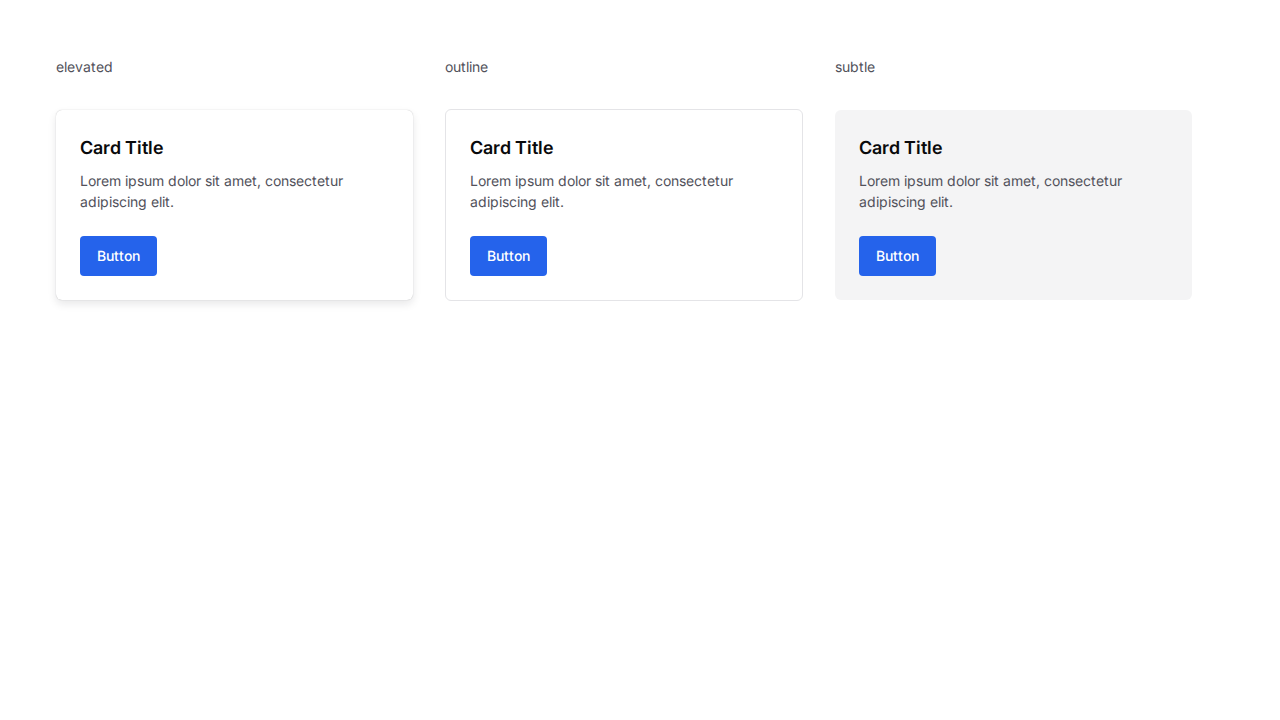 elevated
outline
subtle
Card Title
Lorem ipsum dolor sit amet, consectetur
adipiscing elit.
Button
Card Title
Lorem ipsum dolor sit amet, consectetur
adipiscing elit.
Button
Card Title
Lorem ipsum dolor sit amet, consectetur
adipiscing elit.
Button